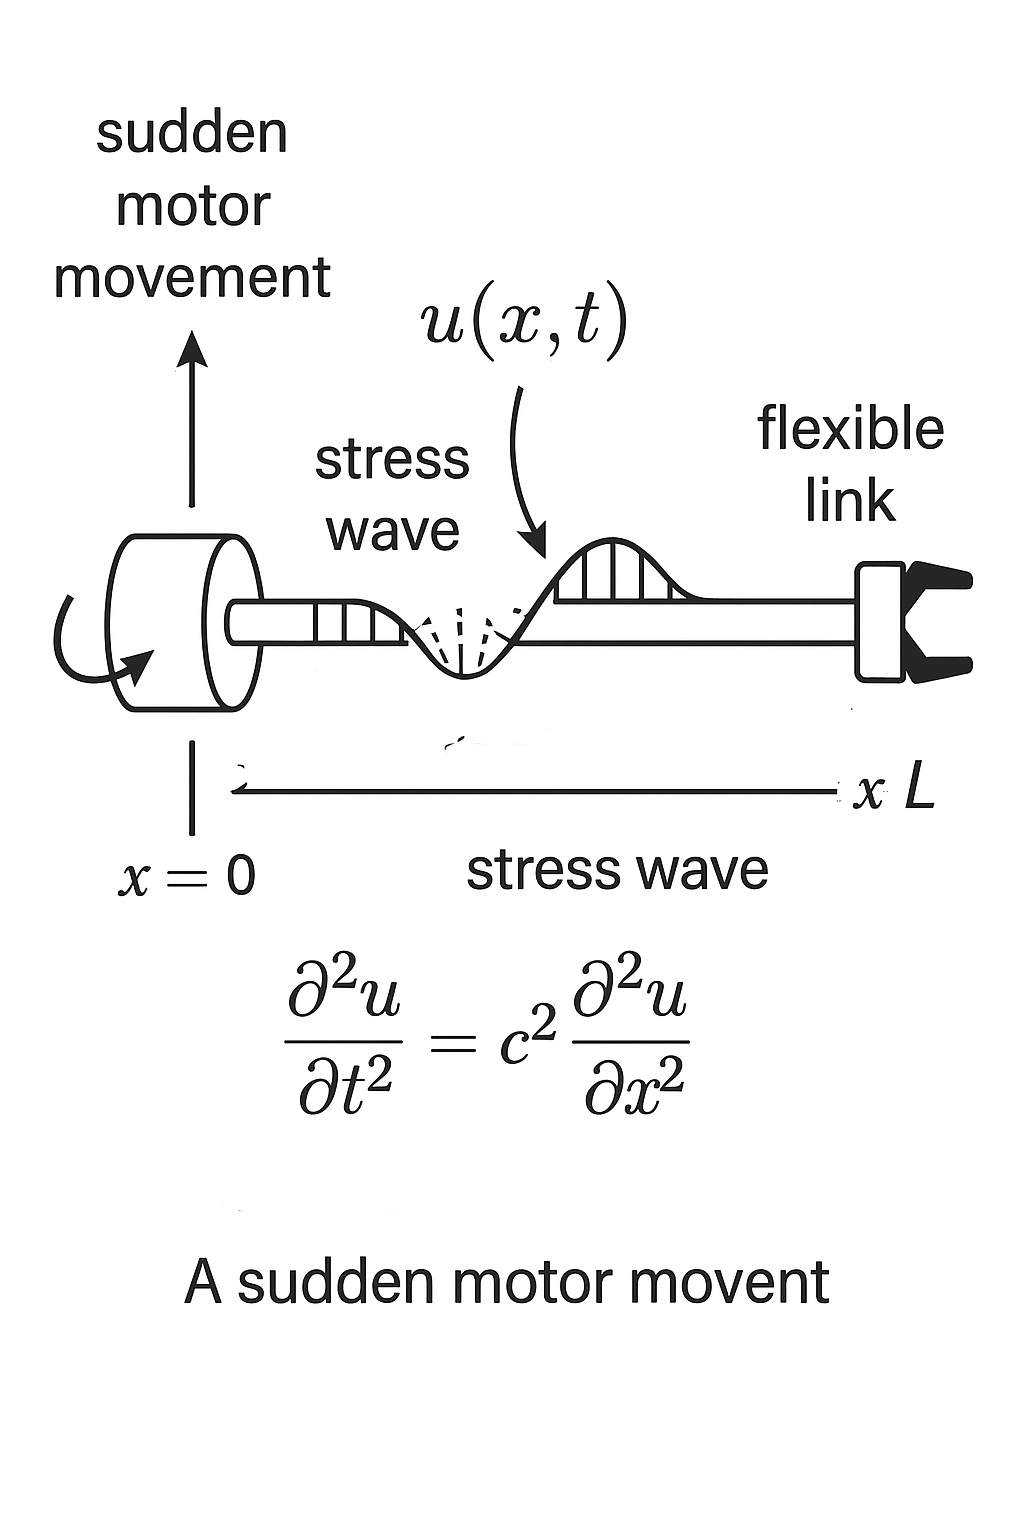 sudden
motor
movement
u(x, t)
flexible
link
stress
wave
x L
x = 0
stress wave
∂²u/∂t² = c² ∂²u/∂x²
A sudden motor movent